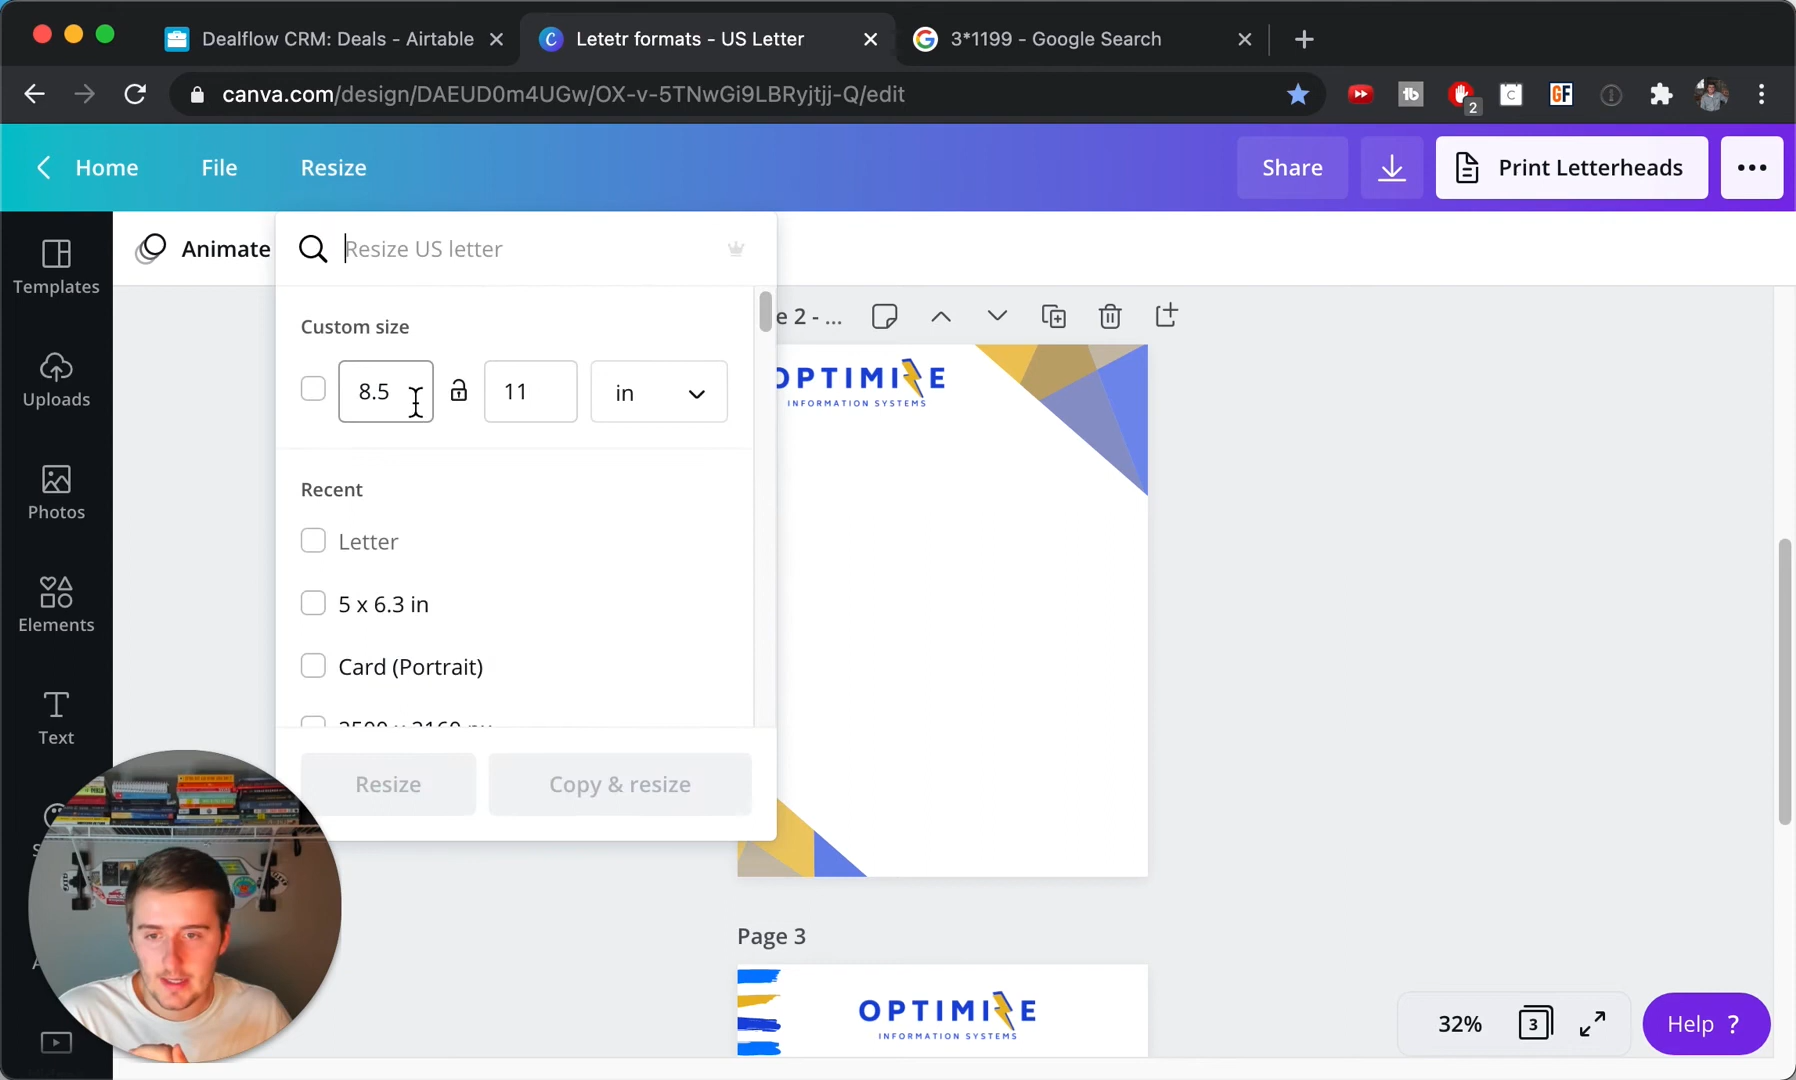 Dealflow CRM: Deals - Airtable
Letetr formats - US Letter
3*1199 - Google Search
canva.com/design/DAEUD0m4UGw/OX-v-5TNwGi9LBRyjtjj-Q/edit
2
Home
File
Resize
Share
Print Letterheads
Templates
Uploads
Photos
Elements
Text
Animate
Resize US letter
Custom size
8.5
11
in
Recent
Letter
5 x 6.3 in
Card (Portrait)
Resize
Copy & resize
e 2 - ...
OPTIMIZE
INFORMATION SYSTEMS
Page 3
OPTIMIZE
INFORMATION SYSTEMS
32%
3
Help ?